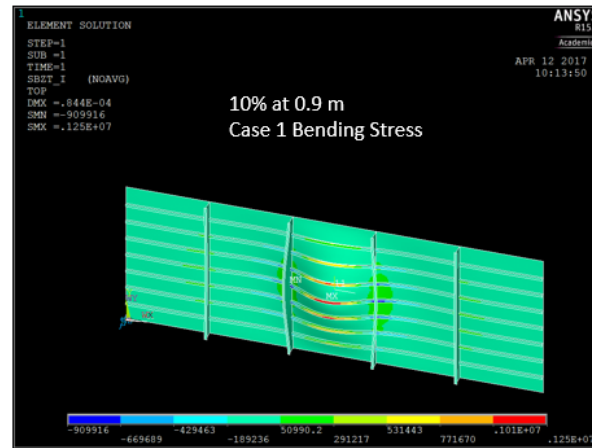 1
ELEMENT SOLUTION
STEP=1
SUB =1
TIME=1
SBZT_I (NOAVG)
TOP
DMX =.844E-04
SMN =-909916
SMX =.125E+07
ANSYS
R15
Academic
APR 12 2017
10:13:50
10% at 0.9 m
Case 1 Bending Stress
MN
MX
-909916 -429463 50990.2 531443 .101E+07
-669689 -189236 291217 771670 .125E+07